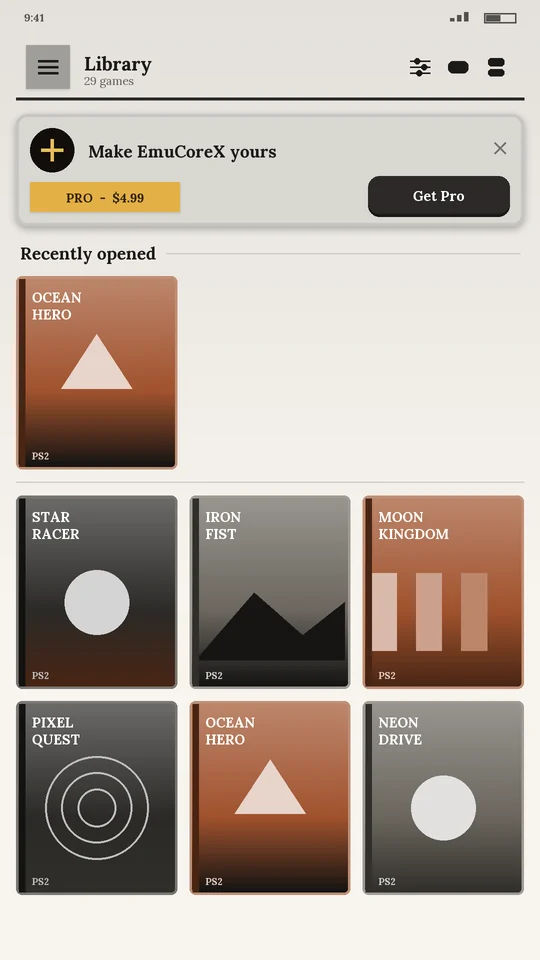 9:41
Library
29 games
Make EmuCoreX yours
PRO - $4.99
Get Pro
Recently opened
OCEAN
HERO
PS2
STAR
RACER
PS2
IRON
FIST
PS2
MOON
KINGDOM
PS2
PIXEL
QUEST
PS2
OCEAN
HERO
PS2
NEON
DRIVE
PS2